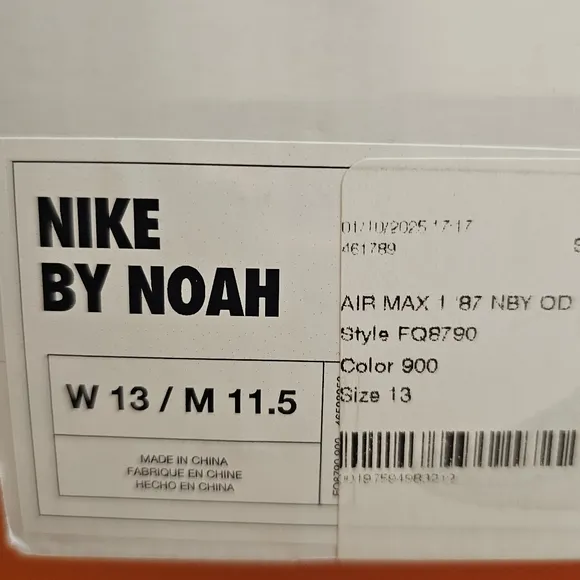 NIKE
BY NOAH
W 13 / M 11.5
MADE IN CHINA
FABRIQUE EN CHINE
HECHO EN CHINA
01/10/2025 17:17
461789
AIR MAX 1 '87 NBY OD
Style FQ8790
Color 900
Size 13